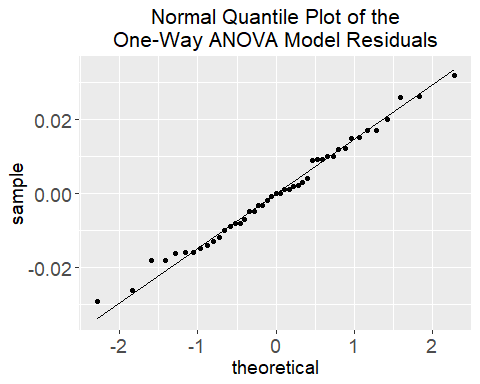 Normal Quantile Plot of the
One-Way ANOVA Model Residuals
sample
0.02
0.00
-0.02
-2
-1
0
1
2
theoretical